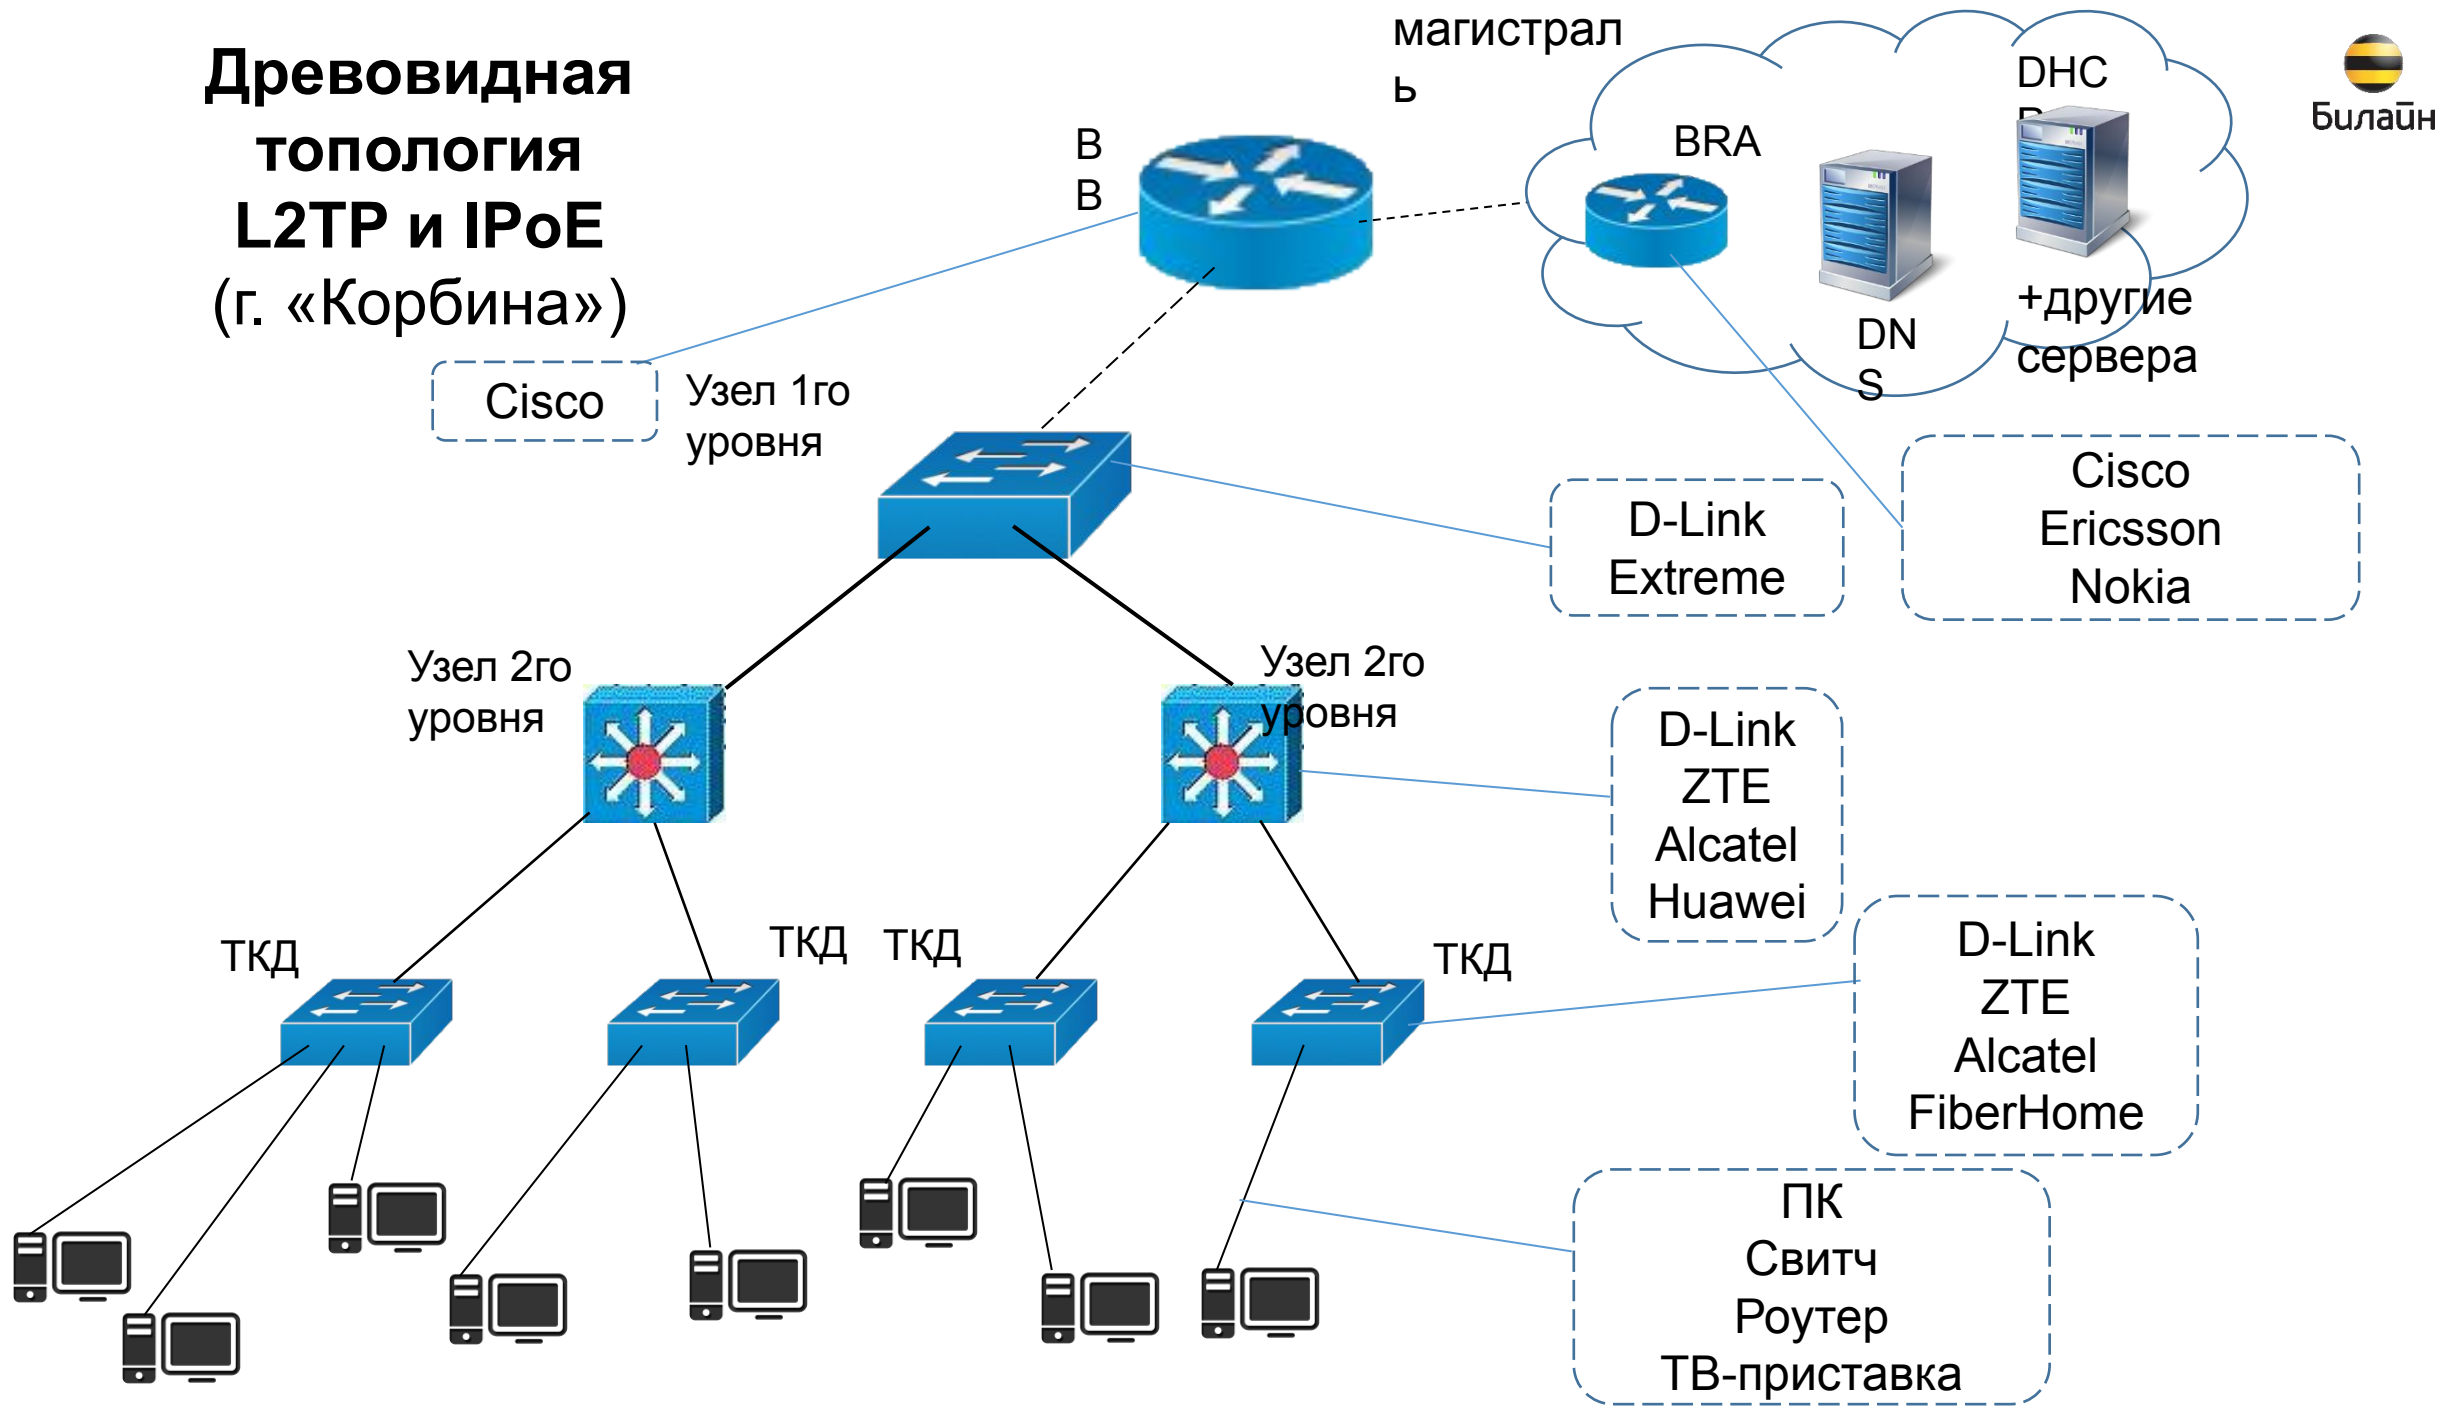 Древовидная
топология
L2TP и IPoE
(г. «Корбина»)
магистрал
ь
B
B
BRA
DHC
DN
S
+другие
сервера
Билайн
Cisco
Узел 1го
уровня
D-Link
Extreme
Cisco
Ericsson
Nokia
Узел 2го
уровня
Узел 2го
уровня
D-Link
ZTE
Alcatel
Huawei
ТКД
ТКД
ТКД
ТКД
D-Link
ZTE
Alcatel
FiberHome
ПК
Свитч
Роутер
ТВ-приставка